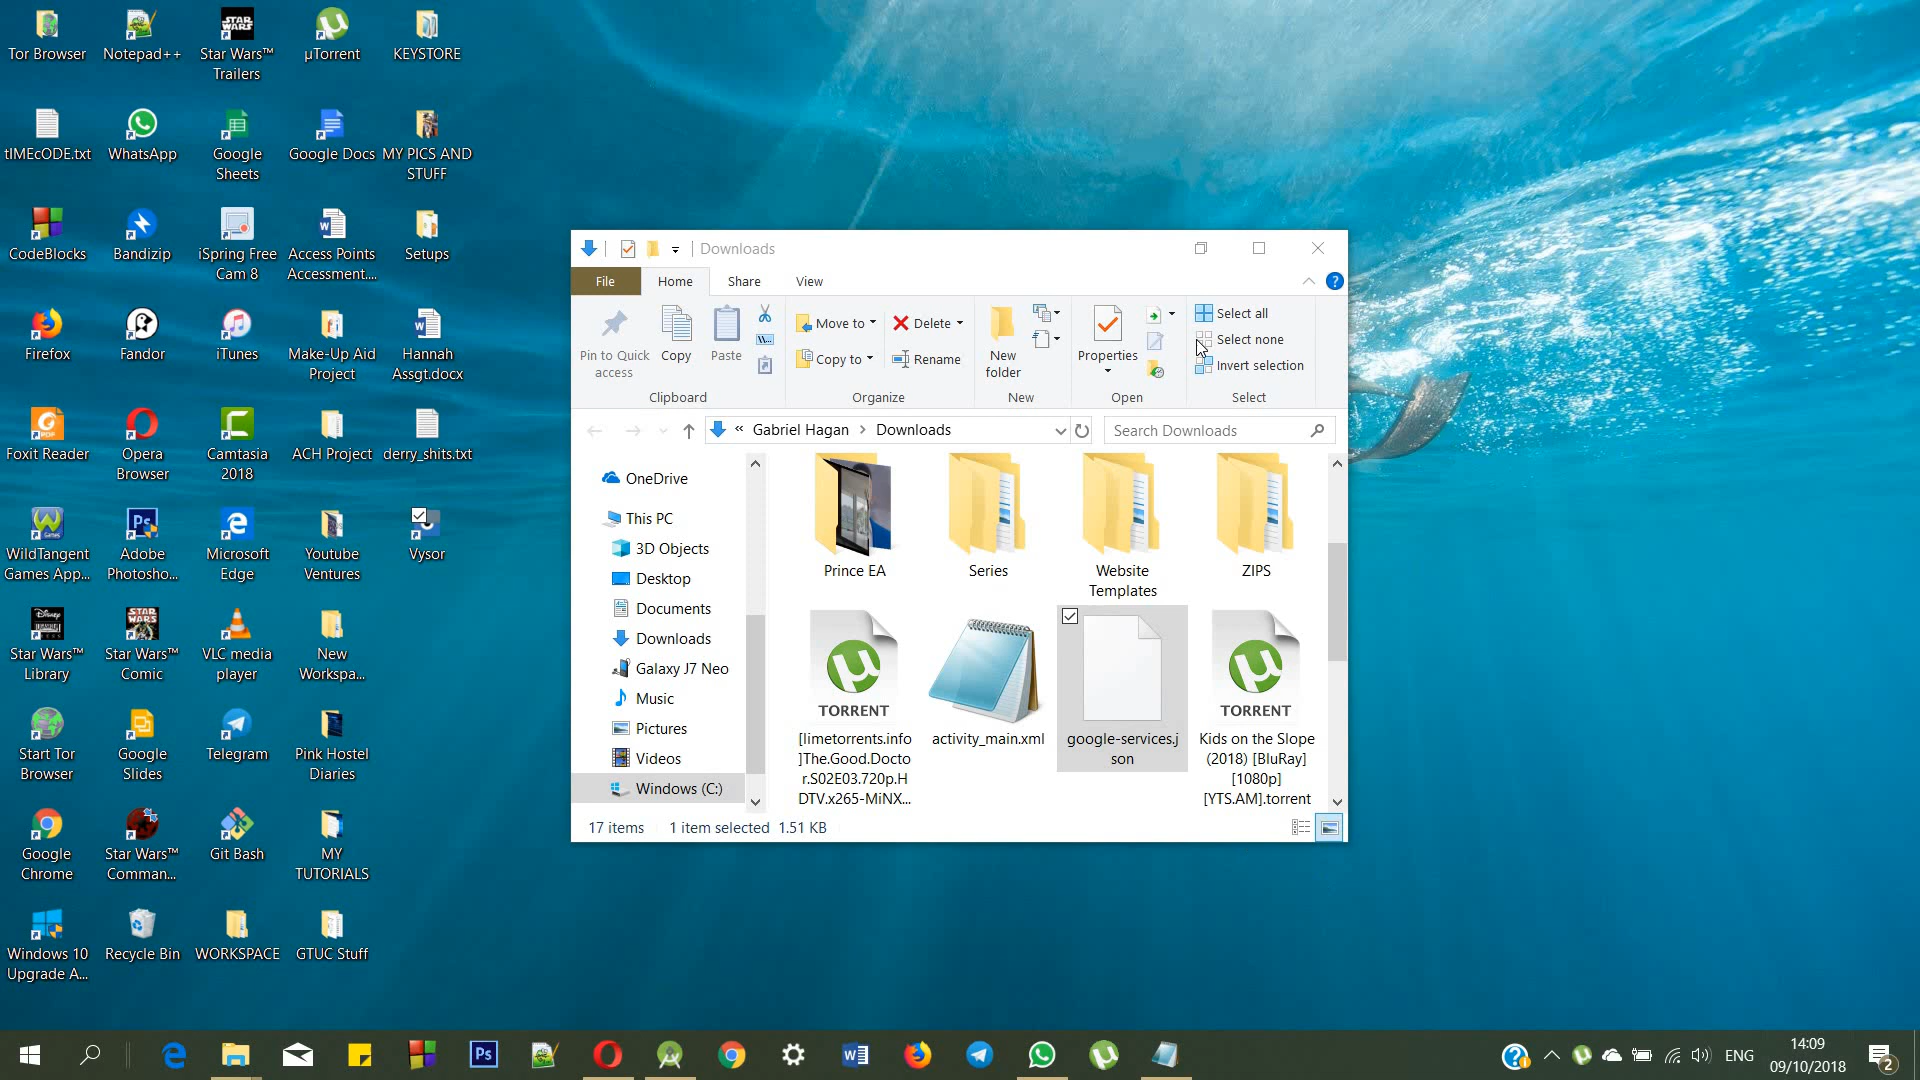 Tor Browser
Notepad++
Star Wars™
Trailers
µTorrent
KEYSTORE
tIMEcODE.txt
WhatsApp
Google
Sheets
Google Docs
MY PICS AND
STUFF
CodeBlocks
Bandizip
iSpring Free
Cam 8
Access Points
Accessment....
Setups
Firefox
Fandor
iTunes
Make-Up Aid
Project
Hannah
Assgt.docx
Foxit Reader
Opera
Browser
Camtasia
2018
ACH Project
derry_shits.txt
WildTangent
Games App...
Adobe
Photosho...
Microsoft
Edge
Youtube
Ventures
Vysor
Star Wars™
Library
Star Wars™
Comic
VLC media
player
New
Workspa...
Start Tor
Browser
Google
Slides
Telegram
Pink Hostel
Diaries
Google
Chrome
Star Wars™
Comman...
Git Bash
MY
TUTORIALS
Windows 10
Upgrade A...
Recycle Bin
WORKSPACE
GTUC Stuff
Downloads
File
Home
Share
View
Pin to Quick
access
Copy
Paste
Clipboard
Move to
Copy to
Delete
Rename
Organize
New
folder
New
Properties
Open
Select all
Select none
Invert selection
Select
« Gabriel Hagan > Downloads
Search Downloads
OneDrive
This PC
3D Objects
Desktop
Documents
Downloads
Galaxy J7 Neo
Music
Pictures
Videos
Windows (C:)
Prince EA
Series
Website
Templates
ZIPS
TORRENT
[limetorrents.info
]The.Good.Docto
r.S02E03.720p.H
DTV.x265-MiNX...
activity_main.xml
google-services.j
son
TORRENT
Kids on the Slope
(2018) [BluRay]
[1080p]
[YTS.AM].torrent
17 items
1 item selected 1.51 KB
ENG
14:09
09/10/2018
2